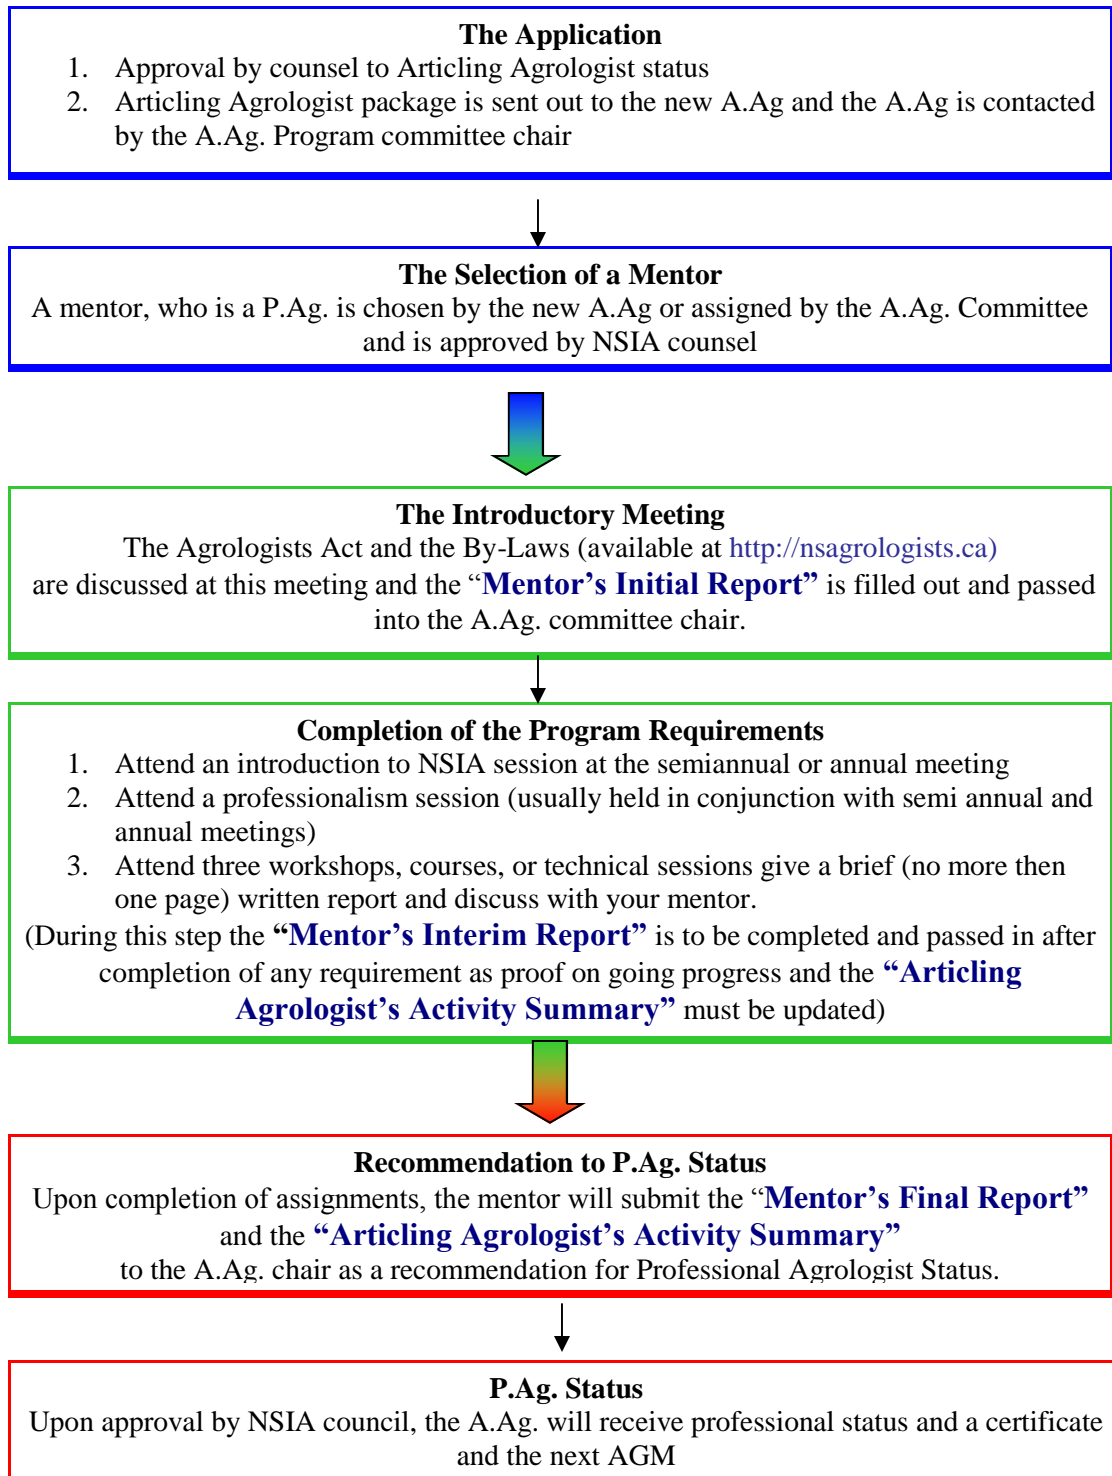 The Application
1. Approval by counsel to Articling Agrologist status
2. Articling Agrologist package is sent out to the new A.Ag and the A.Ag is contacted
by the A.Ag. Program committee chair
The Selection of a Mentor
A mentor, who is a P.Ag. is chosen by the new A.Ag or assigned by the A.Ag. Committee
and is approved by NSIA counsel
The Introductory Meeting
The Agrologists Act and the By-Laws (available at http://nsagrologists.ca)
are discussed at this meeting and the “Mentor’s Initial Report” is filled out and passed
into the A.Ag. committee chair.
Completion of the Program Requirements
1. Attend an introduction to NSIA session at the semiannual or annual meeting
2. Attend a professionalism session (usually held in conjunction with semi annual and
annual meetings)
3. Attend three workshops, courses, or technical sessions give a brief (no more then
one page) written report and discuss with your mentor.
(During this step the “Mentor’s Interim Report” is to be completed and passed in after
completion of any requirement as proof on going progress and the “Articling
Agrologist’s Activity Summary” must be updated)
Recommendation to P.Ag. Status
Upon completion of assignments, the mentor will submit the “Mentor’s Final Report”
and the “Articling Agrologist’s Activity Summary”
to the A.Ag. chair as a recommendation for Professional Agrologist Status.
P.Ag. Status
Upon approval by NSIA council, the A.Ag. will receive professional status and a certificate
and the next AGM